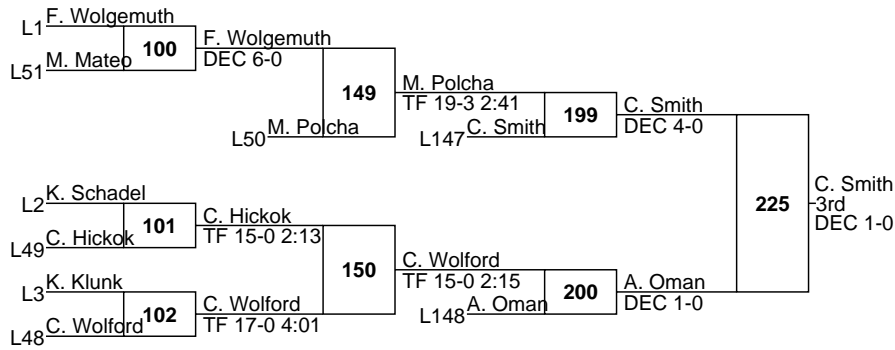 F. Wolgemuth
L1
100
F. Wolgemuth
DEC 6-0
M. Mateo
L51
149
M. Polcha
TF 19-3 2:41
M. Polcha
L50
199
C. Smith
L147
C. Smith
DEC 4-0
K. Schadel
L2
101
C. Hickok
TF 15-0 2:13
C. Hickok
L49
150
C. Wolford
TF 15-0 2:15
K. Klunk
L3
102
C. Wolford
TF 17-0 4:01
C. Wolford
L48
200
A. Oman
L148
A. Oman
DEC 1-0
225
C. Smith
3rd
DEC 1-0